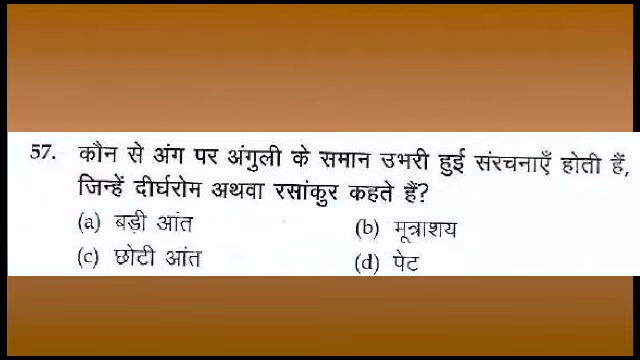 57. कौन से अंग पर अंगुली के समान उभरी हुई संरचनाएँ होती हैं,
जिन्हें दीर्घरोम अथवा रसांकुर कहते हैं?
(a) बड़ी आंत (b) मूत्राशय
(c) छोटी आंत (d) पेट